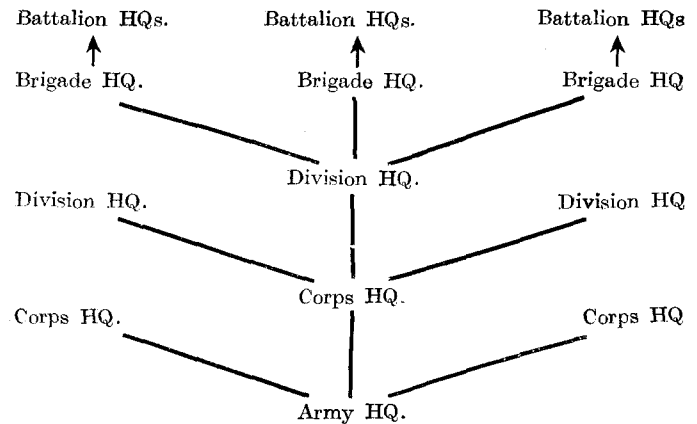 Battalion HQs. Battalion HQs. Battalion HQs
Brigade HQ. Brigade HQ. Brigade HQ
Division HQ.
Division HQ. Division HQ
Corps HQ.
Corps HQ. Corps HQ
Army HQ.